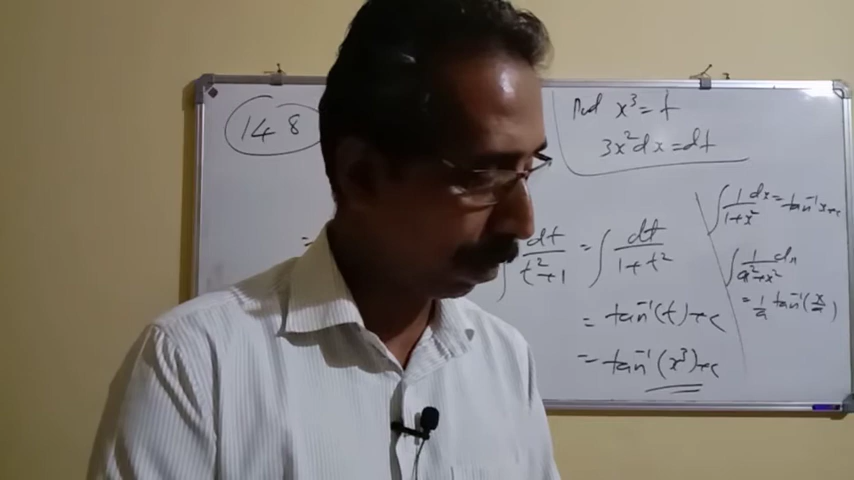 148
Put x³ = t
3x²dx = dt
= ∫ dt/(t²+1) = ∫ dt/(1+t²)
= tan⁻¹(t)+c
= tan⁻¹(x³)+c
∫ 1/(1+x²) dx = tan⁻¹x+c
∫ 1/(a²+x²) dx
= 1/a tan⁻¹(x/a)